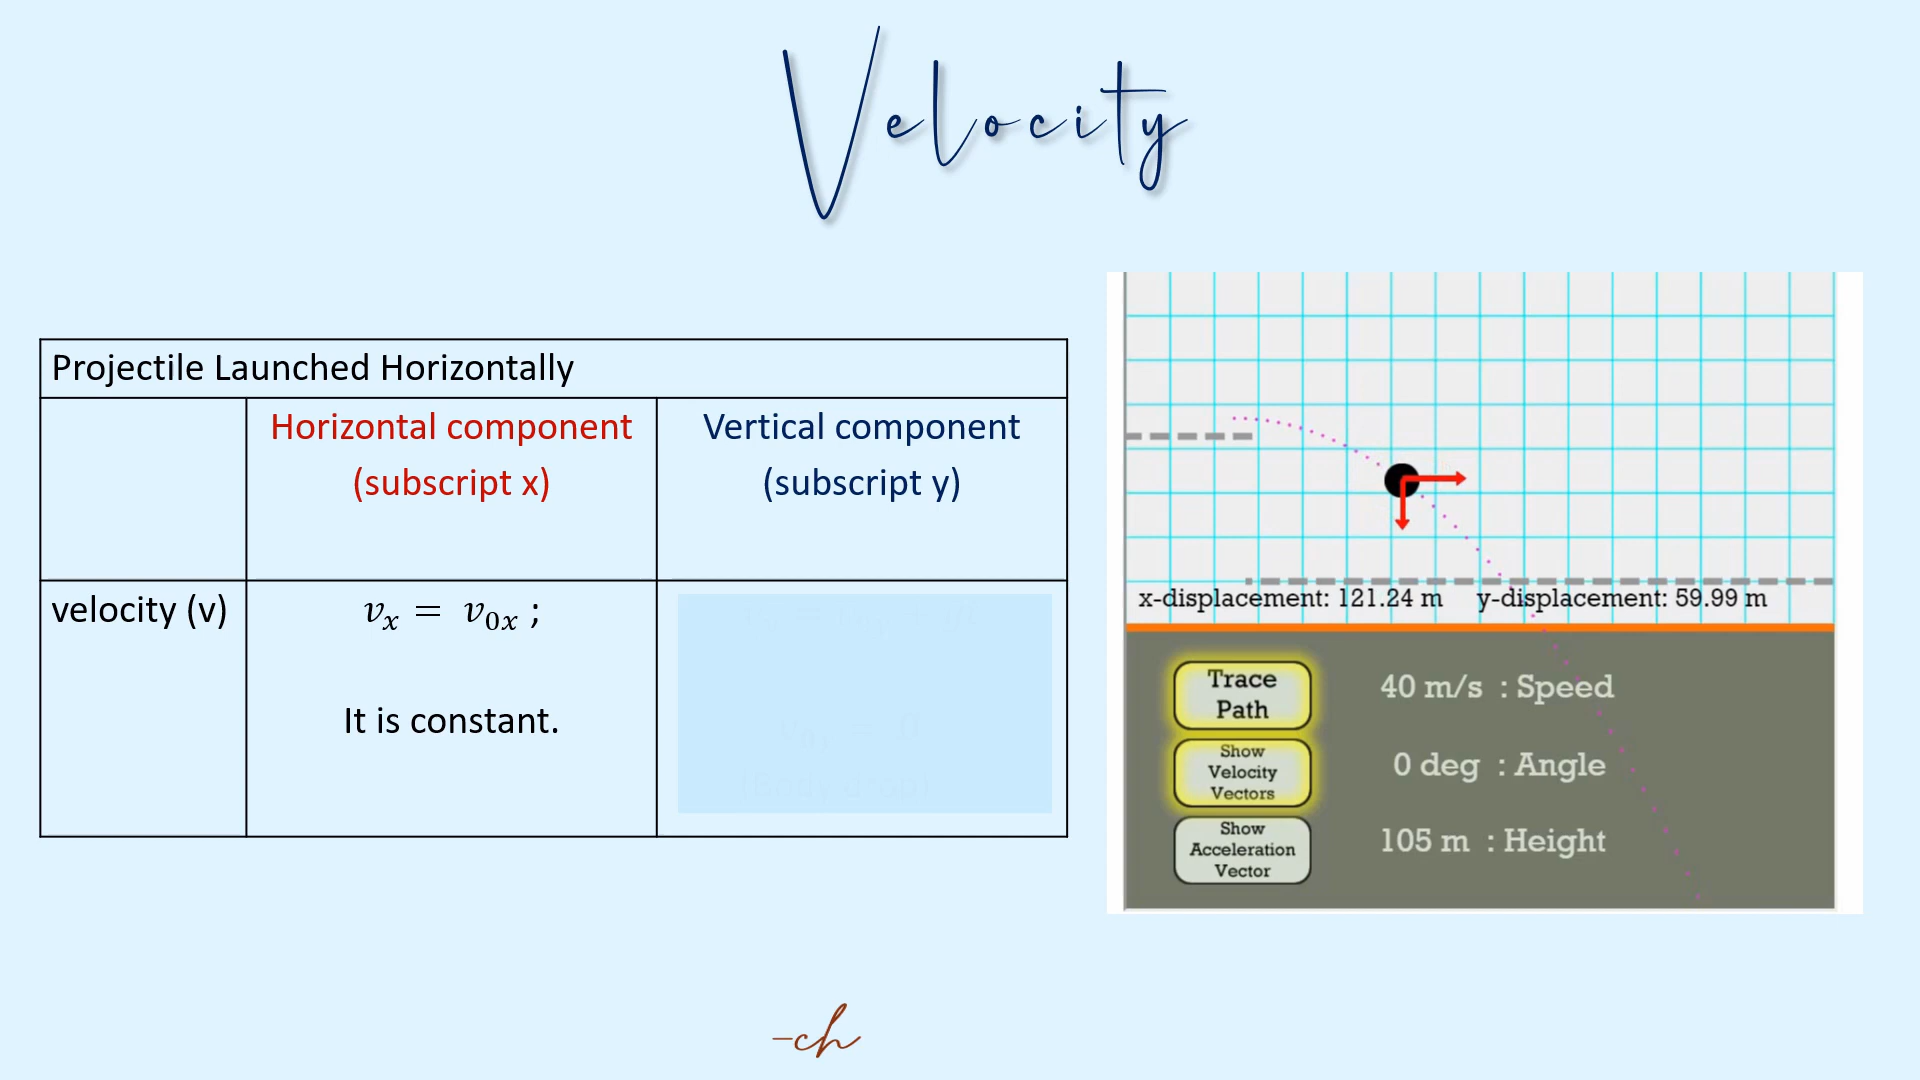 Velocity
Projectile Launched Horizontally
Horizontal component
(subscript x)
Vertical component
(subscript y)
velocity (v)
𝑣ₓ = 𝑣₀ₓ ;
It is constant.
x-displacement: 121.24 m y-displacement: 59.99 m
Trace
Path
40 m/s : Speed
Show
Velocity
Vectors
0 deg : Angle
Show
Acceleration
Vector
105 m : Height
-ch